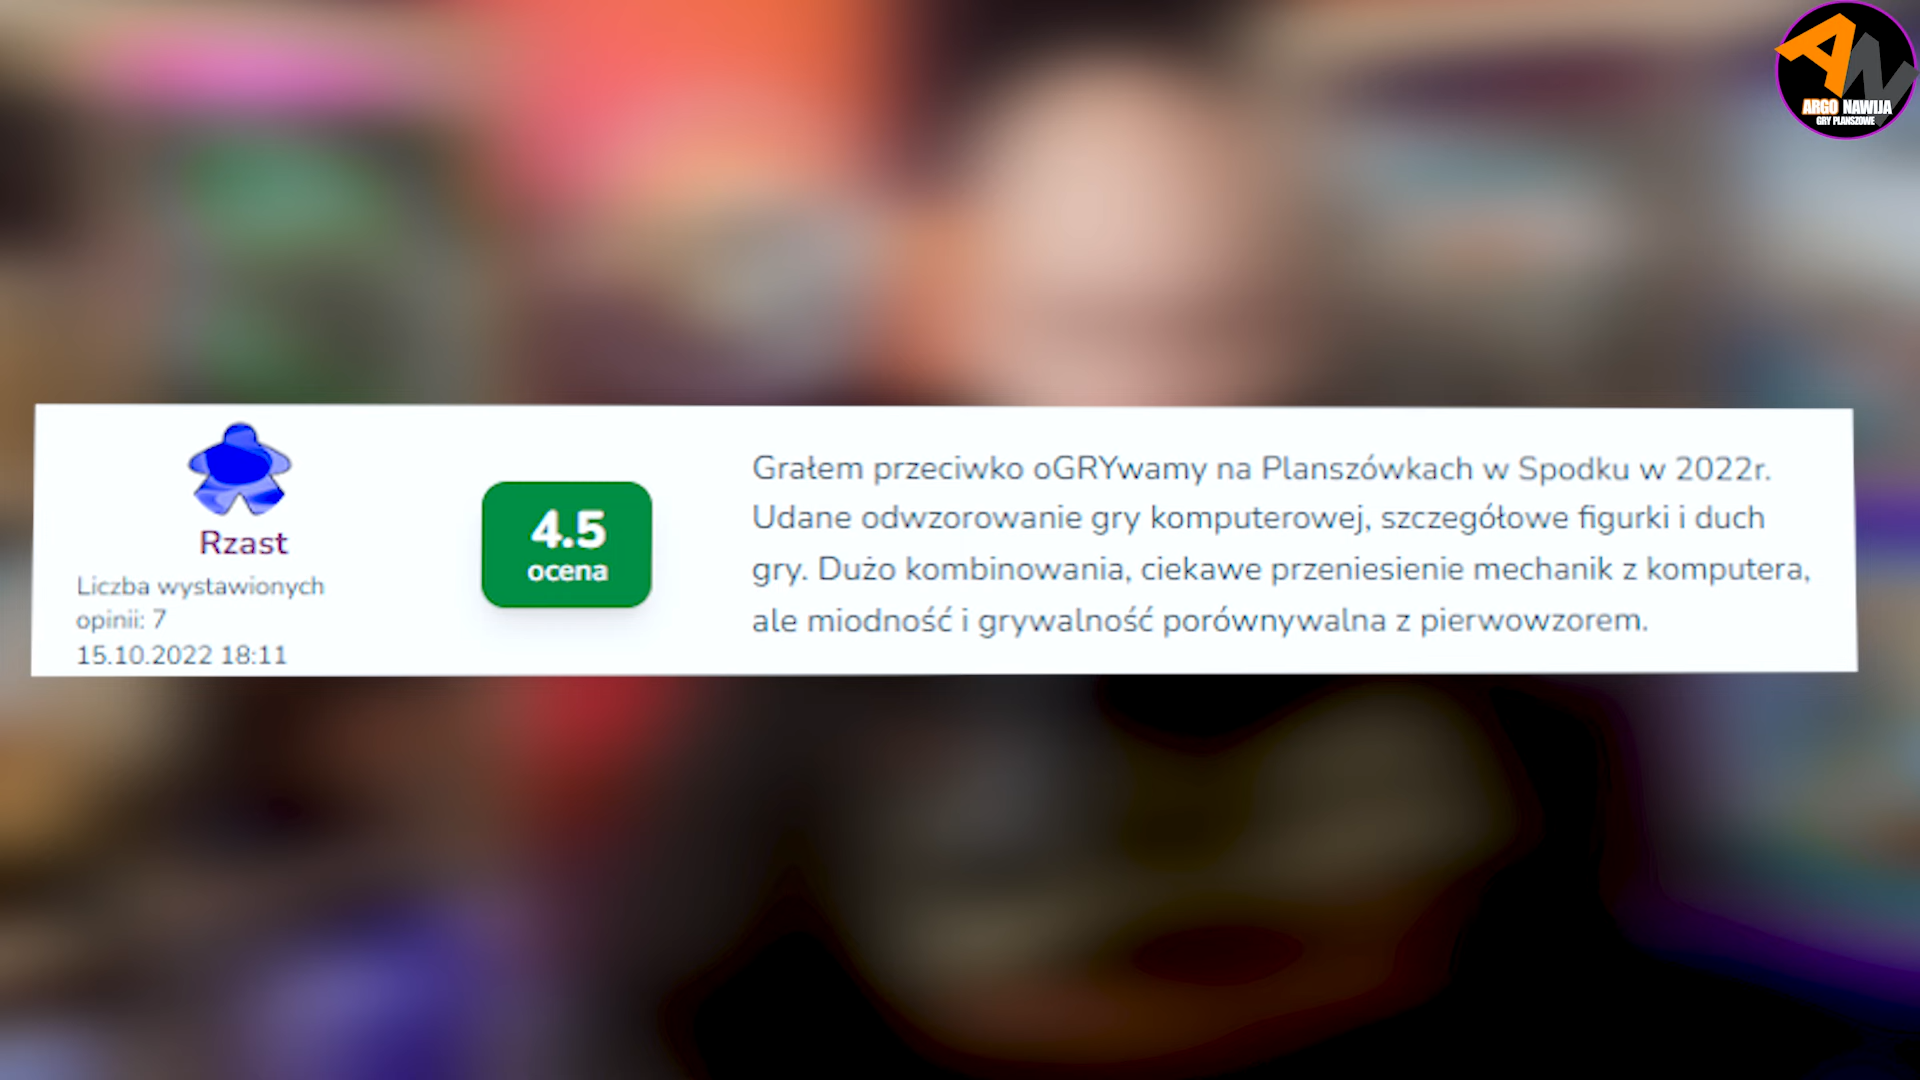 ARGO NAWIJA
GRY PLANSZOWE
Rzast
Liczba wystawionych
opinii: 7
15.10.2022 18:11
4.5
ocena
Grałem przeciwko oGRYwamy na Planszówkach w Spodku w 2022r.
Udane odwzorowanie gry komputerowej, szczegółowe figurki i duch
gry. Dużo kombinowania, ciekawe przeniesienie mechanik z komputera,
ale miodność i grywalność porównywalna z pierwowzorem.